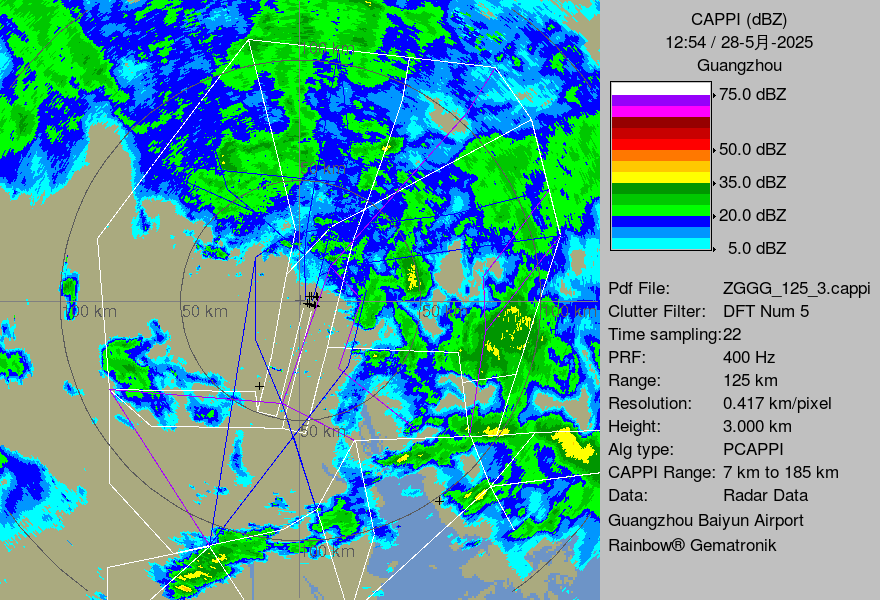 CAPPI (dBZ)
12:54 / 28-5月-2025
Guangzhou
75.0 dBZ
50.0 dBZ
35.0 dBZ
20.0 dBZ
5.0 dBZ
Pdf File: ZGGG_125_3.cappi
Clutter Filter: DFT Num 5
Time sampling:22
PRF: 400 Hz
Range: 125 km
Resolution: 0.417 km/pixel
Height: 3.000 km
Alg type: PCAPPI
CAPPI Range: 7 km to 185 km
Data: Radar Data
Guangzhou Baiyun Airport
Rainbow® Gematronik
100 km
50 km
100 km
50 km
50 km
100 km
50 km
100 km